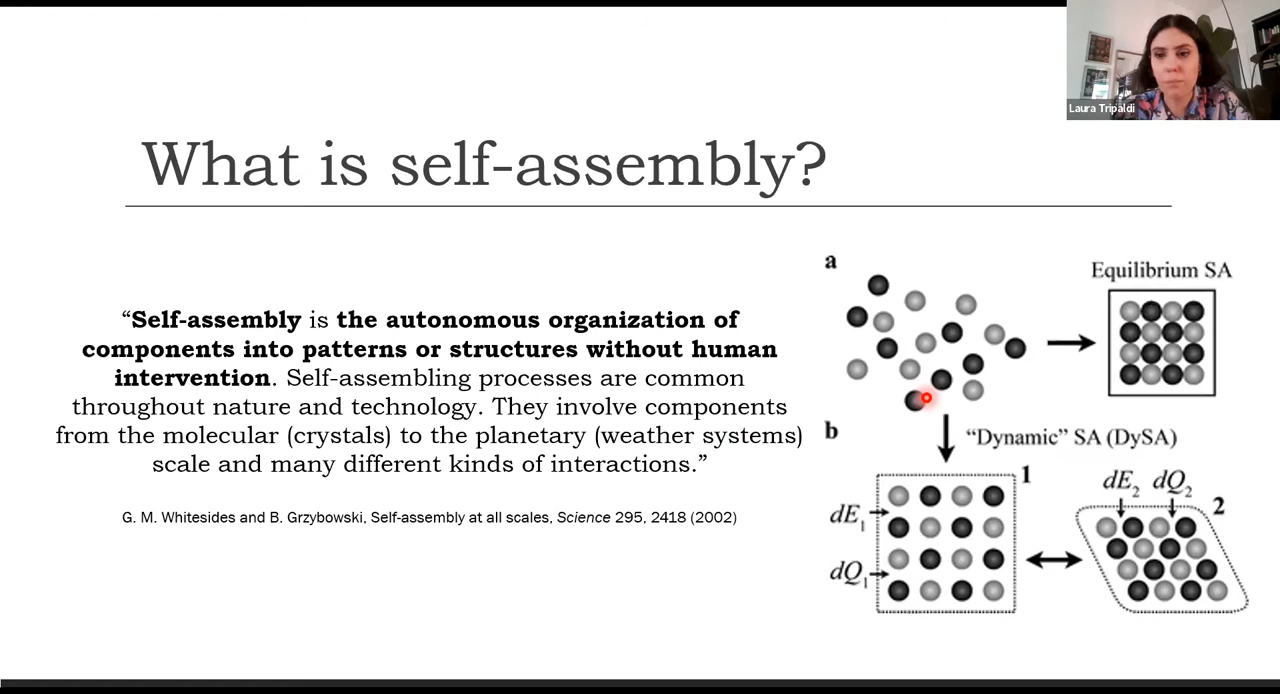 Laura Tripaldi
What is self-assembly?
“Self-assembly is the autonomous organization of
components into patterns or structures without human
intervention. Self-assembling processes are common
throughout nature and technology. They involve components
from the molecular (crystals) to the planetary (weather systems)
scale and many different kinds of interactions.”
G. M. Whitesides and B. Grzybowski, Self-assembly at all scales, Science 295, 2418 (2002)
a
Equilibrium SA
b
“Dynamic” SA (DySA)
1
dE1
dQ1
dE2 dQ2
2